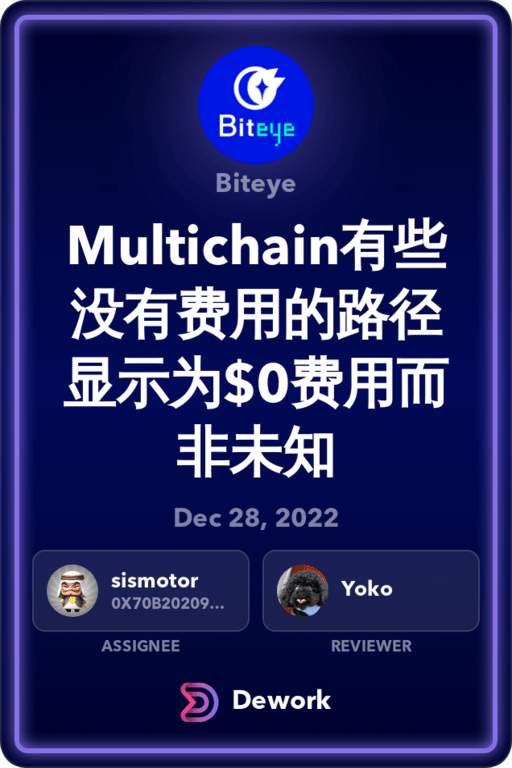 Biteye
Biteye
Multichain有些
没有费用的路径
显示为$0费用而
非未知
Dec 28, 2022
sismotor
0X70B20209...
Yoko
ASSIGNEE
REVIEWER
Dework